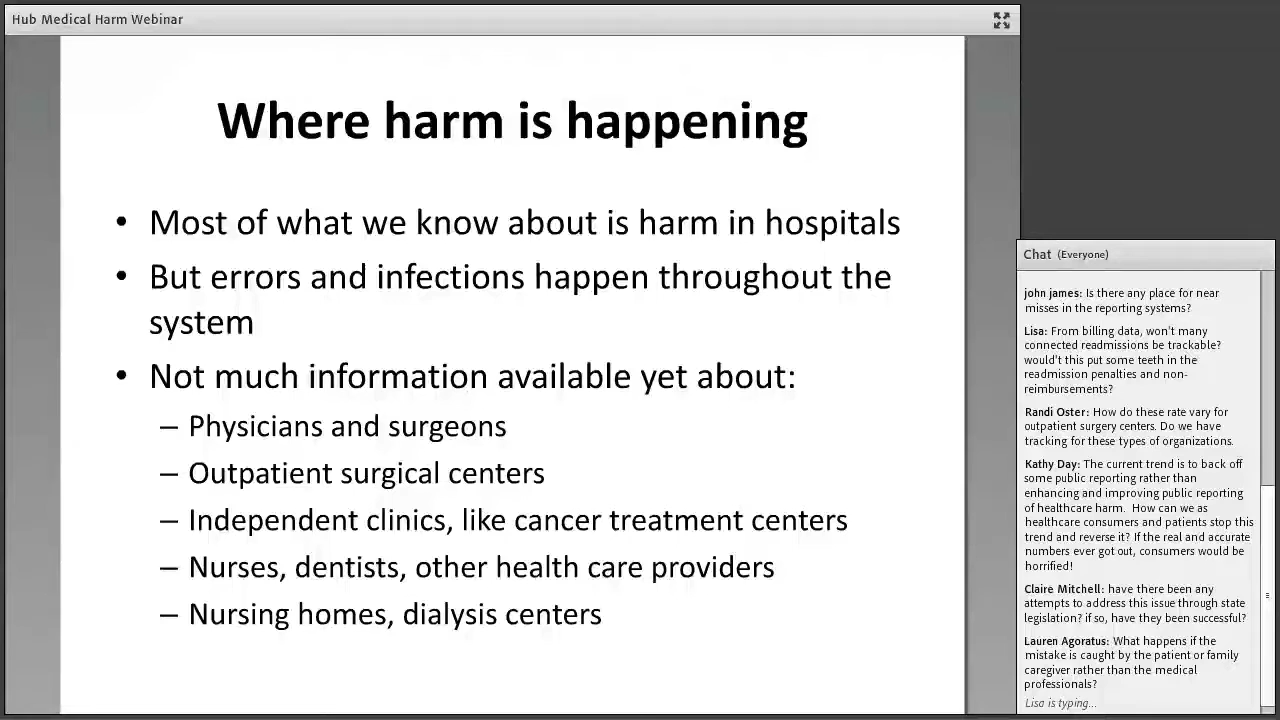 Hub Medical Harm Webinar
Where harm is happening
• Most of what we know about is harm in hospitals
• But errors and infections happen throughout the
system
• Not much information available yet about:
– Physicians and surgeons
– Outpatient surgical centers
– Independent clinics, like cancer treatment centers
– Nurses, dentists, other health care providers
– Nursing homes, dialysis centers
Chat (Everyone)
john james: Is there any place for near
misses in the reporting systems?
Lisa: From billing data, won't many
connected readmissions be trackable?
would't this put some teeth in the
readmission penalties and non-
reimbursements?
Randi Oster: How do these rate vary for
outpatient surgery centers. Do we have
tracking for these types of organizations.
Kathy Day: The current trend is to back off
some public reporting rather than
enhancing and improving public reporting
of healthcare harm. How can we as
healthcare consumers and patients stop this
trend and reverse it? If the real and accurate
numbers ever got out, consumers would be
horrified!
Claire Mitchell: have there been any
attempts to address this issue through state
legislation? if so, have they been successful?
Lauren Agoratus: What happens if the
mistake is caught by the patient or family
caregiver rather than the medical
professionals?
Lisa is typing...